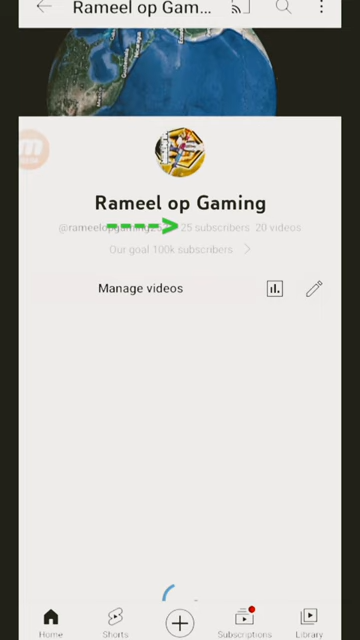 Rameel op Gam...
Rameel op Gaming
25 subscribers 20 videos
Our goal 100k subscribers
Manage videos
Home
Shorts
Subscriptions
Library